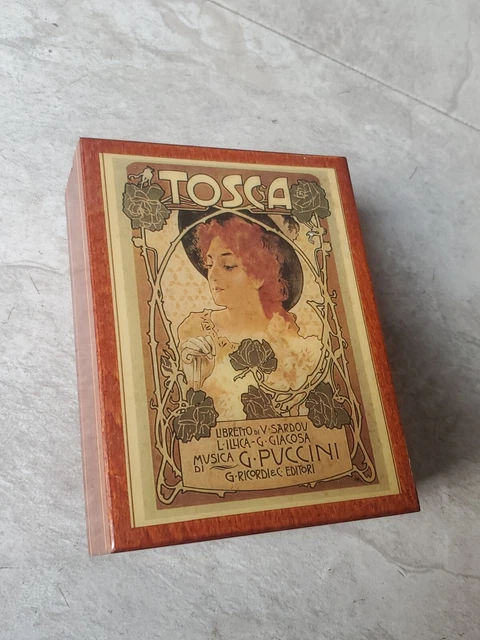 TOSCA
LIBRETTO DI V. SARDOU
L. ILLICA - G. GIACOSA
MUSICA DI G. PUCCINI
G. RICORDI & C. EDITORI